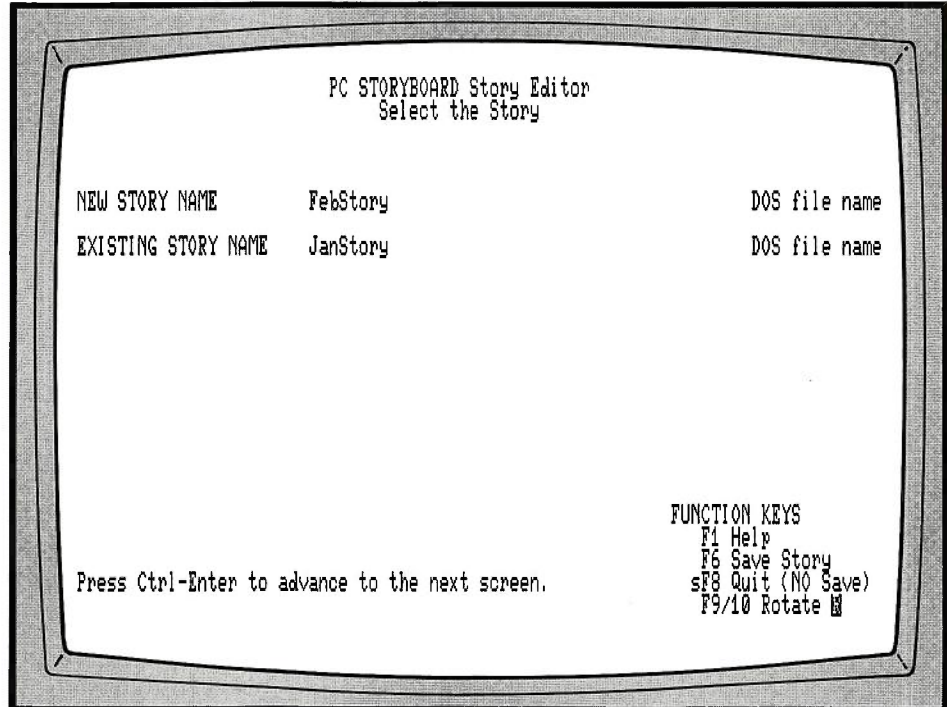 PC STORYBOARD Story Editor
Select the Story
NEW STORY NAME FebStory DOS file name
EXISTING STORY NAME JanStory DOS file name
FUNCTION KEYS
F1 Help
F6 Save Story
Press Ctrl-Enter to advance to the next screen. sF8 Quit (NO Save)
F9/10 Rotate